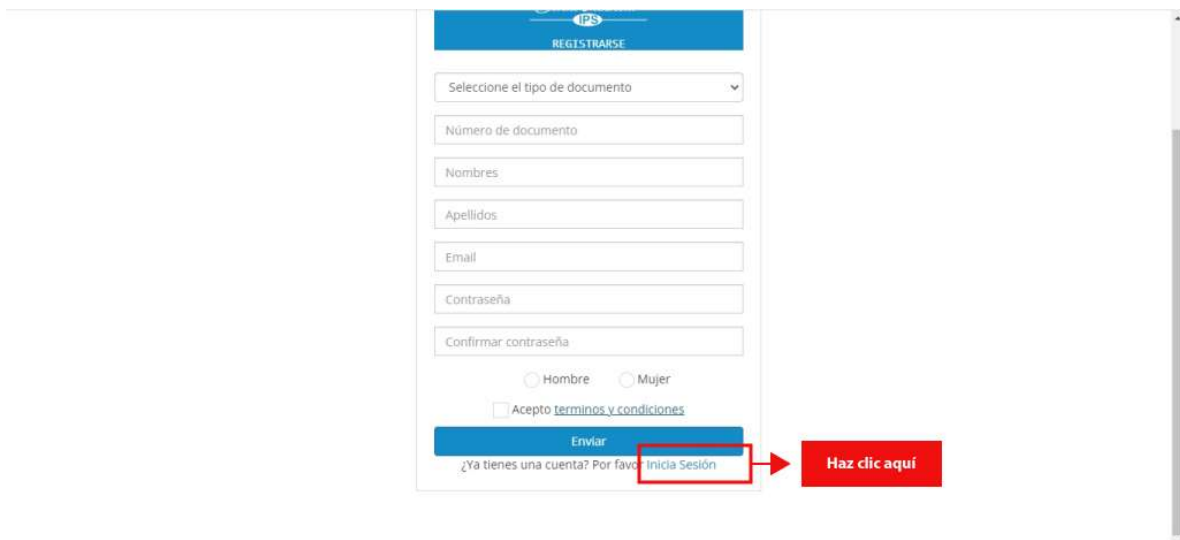 IPS
REGISTRARSE
Seleccione el tipo de documento
Número de documento
Nombres
Apellidos
Email
Contraseña
Confirmar contraseña
Hombre Mujer
Acepto terminos y condiciones
Enviar
¿Ya tienes una cuenta? Por favor Inicia Sesión
Haz clic aquí